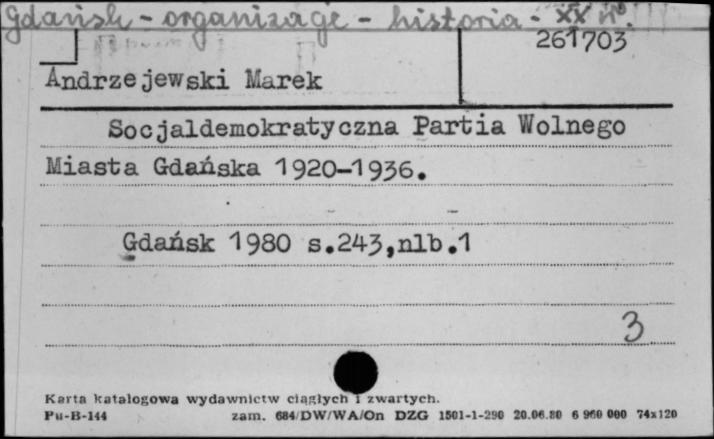 Gdańsk - organizacje - historia - XX w.
261703
Andrzejewski Marek
Socjaldemokratyczna Partia Wolnego
Miasta Gdańska 1920-1936.
Gdańsk 1980 s.243,nlb.1
3
Karta katalogowa wydawnictw ciągłych i zwartych.
Pu-B-144 zam. 684/DW/WA/On DZG 1501-1-290 20.06.80 6 960 000 74x120